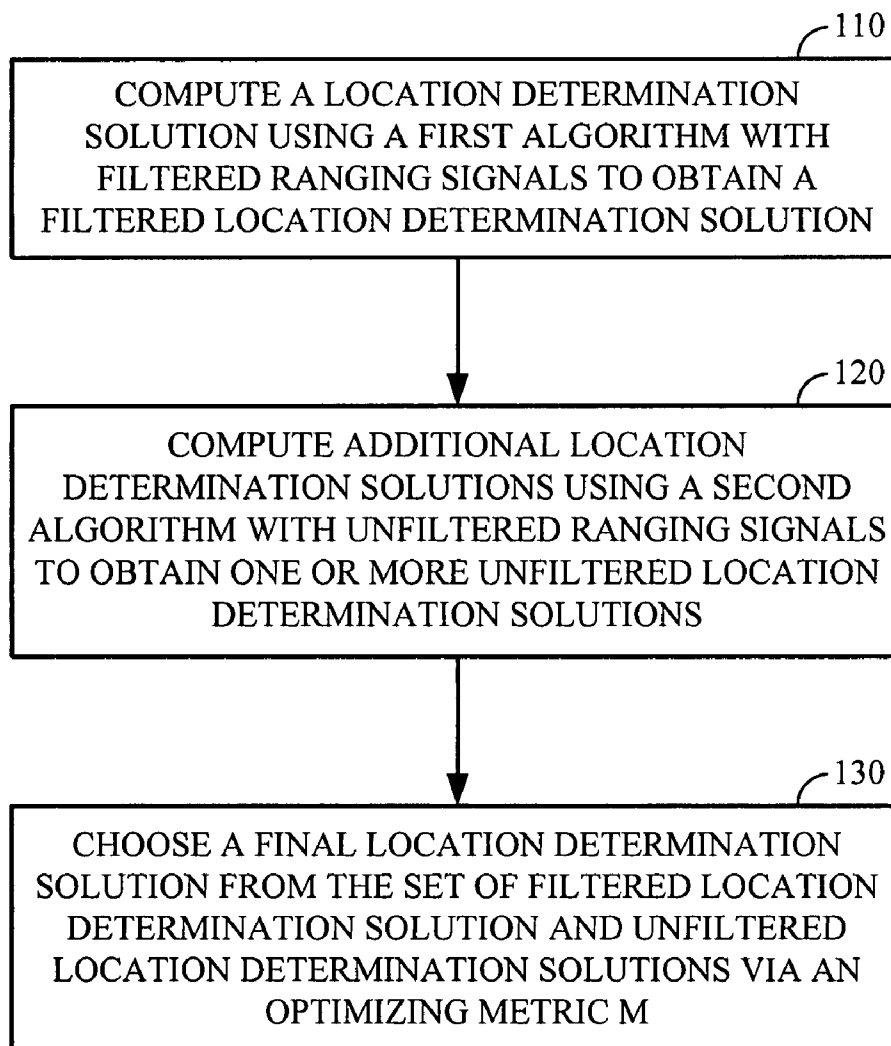 110
COMPUTE A LOCATION DETERMINATION
SOLUTION USING A FIRST ALGORITHM WITH
FILTERED RANGING SIGNALS TO OBTAIN A
FILTERED LOCATION DETERMINATION SOLUTION
120
COMPUTE ADDITIONAL LOCATION
DETERMINATION SOLUTIONS USING A SECOND
ALGORITHM WITH UNFILTERED RANGING SIGNALS
TO OBTAIN ONE OR MORE UNFILTERED LOCATION
DETERMINATION SOLUTIONS
130
CHOOSE A FINAL LOCATION DETERMINATION
SOLUTION FROM THE SET OF FILTERED LOCATION
DETERMINATION SOLUTION AND UNFILTERED
LOCATION DETERMINATION SOLUTIONS VIA AN
OPTIMIZING METRIC M